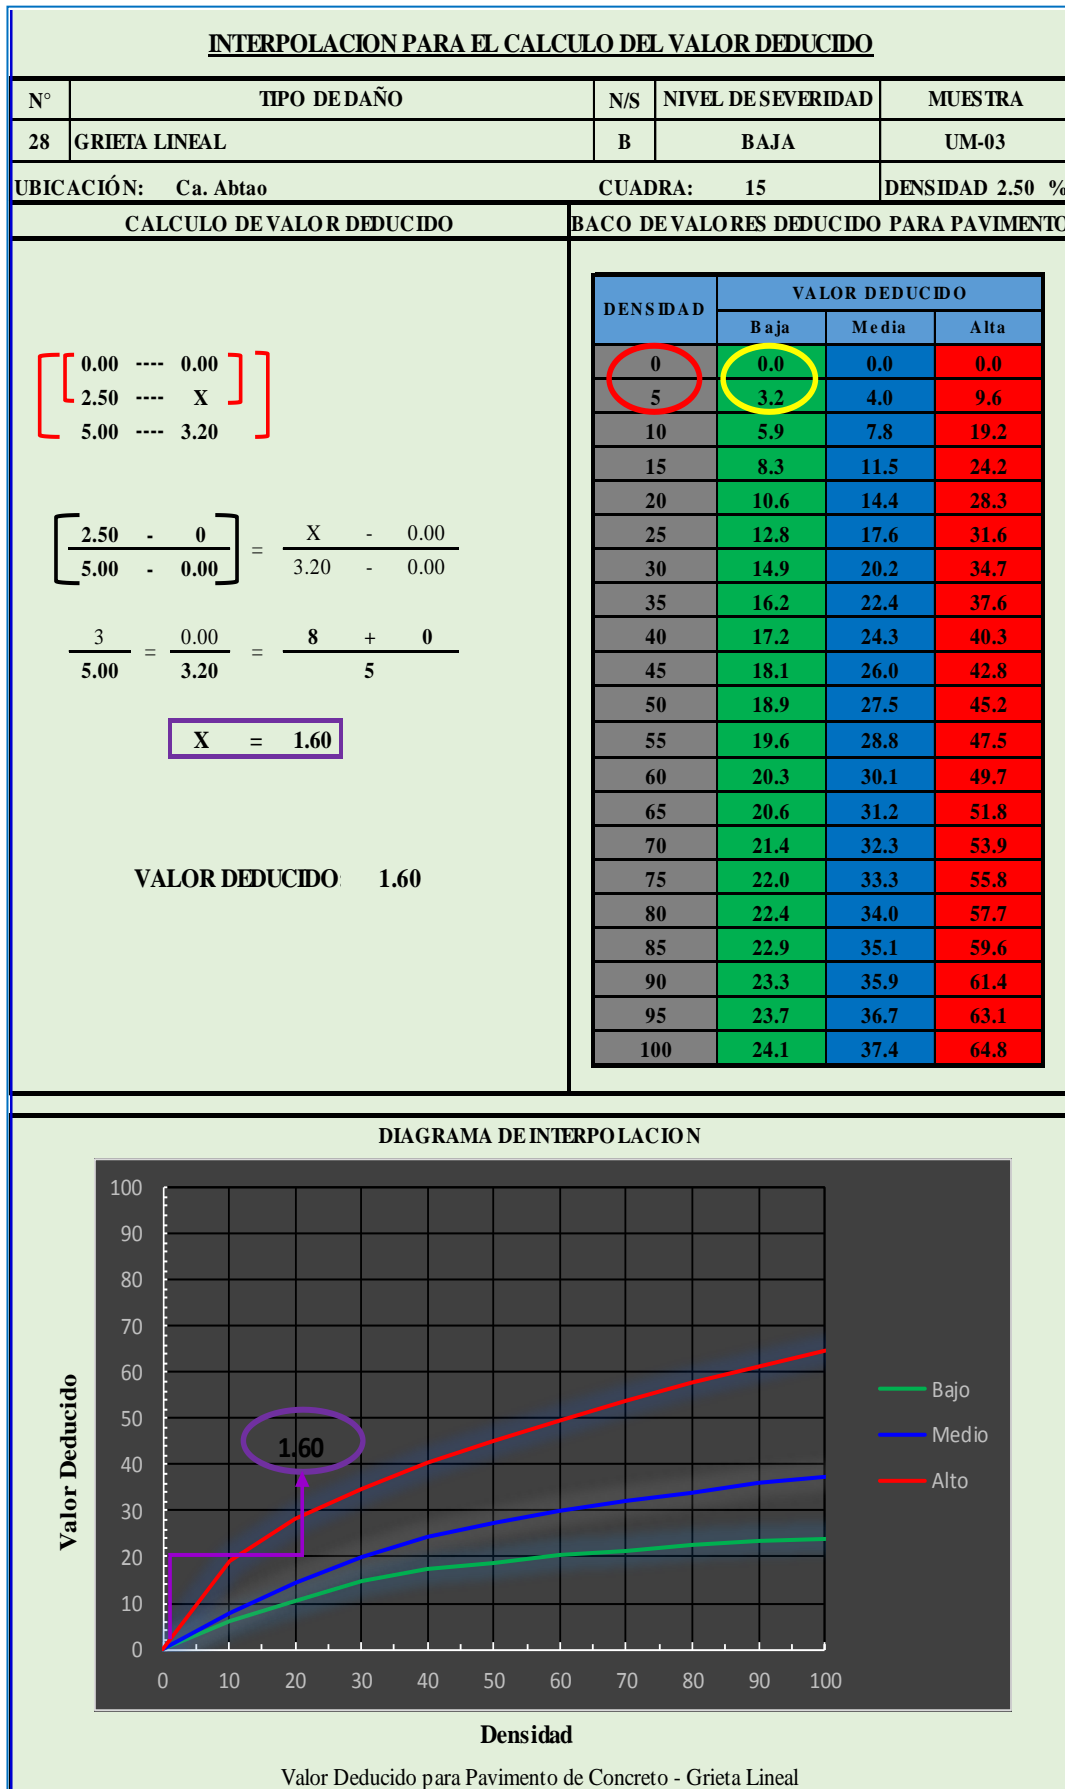 INTERPOLACION PARA EL CALCULO DEL VALOR DEDUCIDO
N° TIPO DE DAÑO N/S NIVEL DE SEVERIDAD MUESTRA
28 GRIETA LINEAL B BAJA UM-03
UBICACIÓN: Ca. Abtao CUADRA: 15 DENSIDAD 2.50 %
CALCULO DE VALOR DEDUCIDO
BACO DE VALORES DEDUCIDO PARA PAVIMENTO
0.00 ---- 0.00
2.50 ---- X
5.00 ---- 3.20
2.50 - 0 = X - 0.00
5.00 - 0.00 3.20 - 0.00
3 = 0.00 = 8 + 0
5.00 3.20 5
X = 1.60
VALOR DEDUCIDO: 1.60
DENSIDAD VALOR DEDUCIDO
Baja Media Alta
0 0.0 0.0 0.0
5 3.2 4.0 9.6
10 5.9 7.8 19.2
15 8.3 11.5 24.2
20 10.6 14.4 28.3
25 12.8 17.6 31.6
30 14.9 20.2 34.7
35 16.2 22.4 37.6
40 17.2 24.3 40.3
45 18.1 26.0 42.8
50 18.9 27.5 45.2
55 19.6 28.8 47.5
60 20.3 30.1 49.7
65 20.6 31.2 51.8
70 21.4 32.3 53.9
75 22.0 33.3 55.8
80 22.4 34.0 57.7
85 22.9 35.1 59.6
90 23.3 35.9 61.4
95 23.7 36.7 63.1
100 24.1 37.4 64.8
DIAGRAMA DE INTERPOLACION
100
90
80
70
60
50
40
30
20
10
0
Valor Deducido
1.60
Bajo
Medio
Alto
0 10 20 30 40 50 60 70 80 90 100
Densidad
Valor Deducido para Pavimento de Concreto - Grieta Lineal